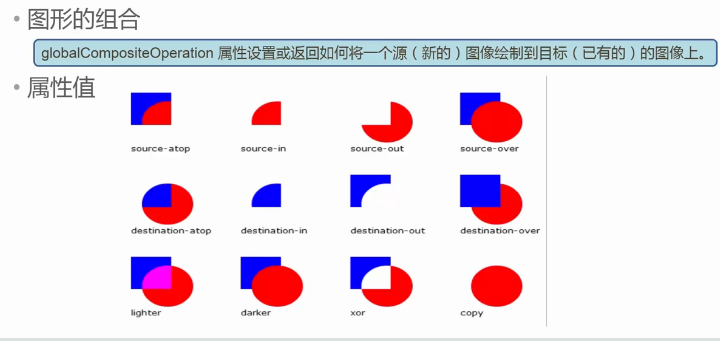 • 图形的组合
globalCompositeOperation 属性设置或返回如何将一个源（新的）图像绘制到目标（已有的）的图像上。
• 属性值
source-atop source-in source-out source-over
destination-atop destination-in destination-out destination-over
lighter darker xor copy